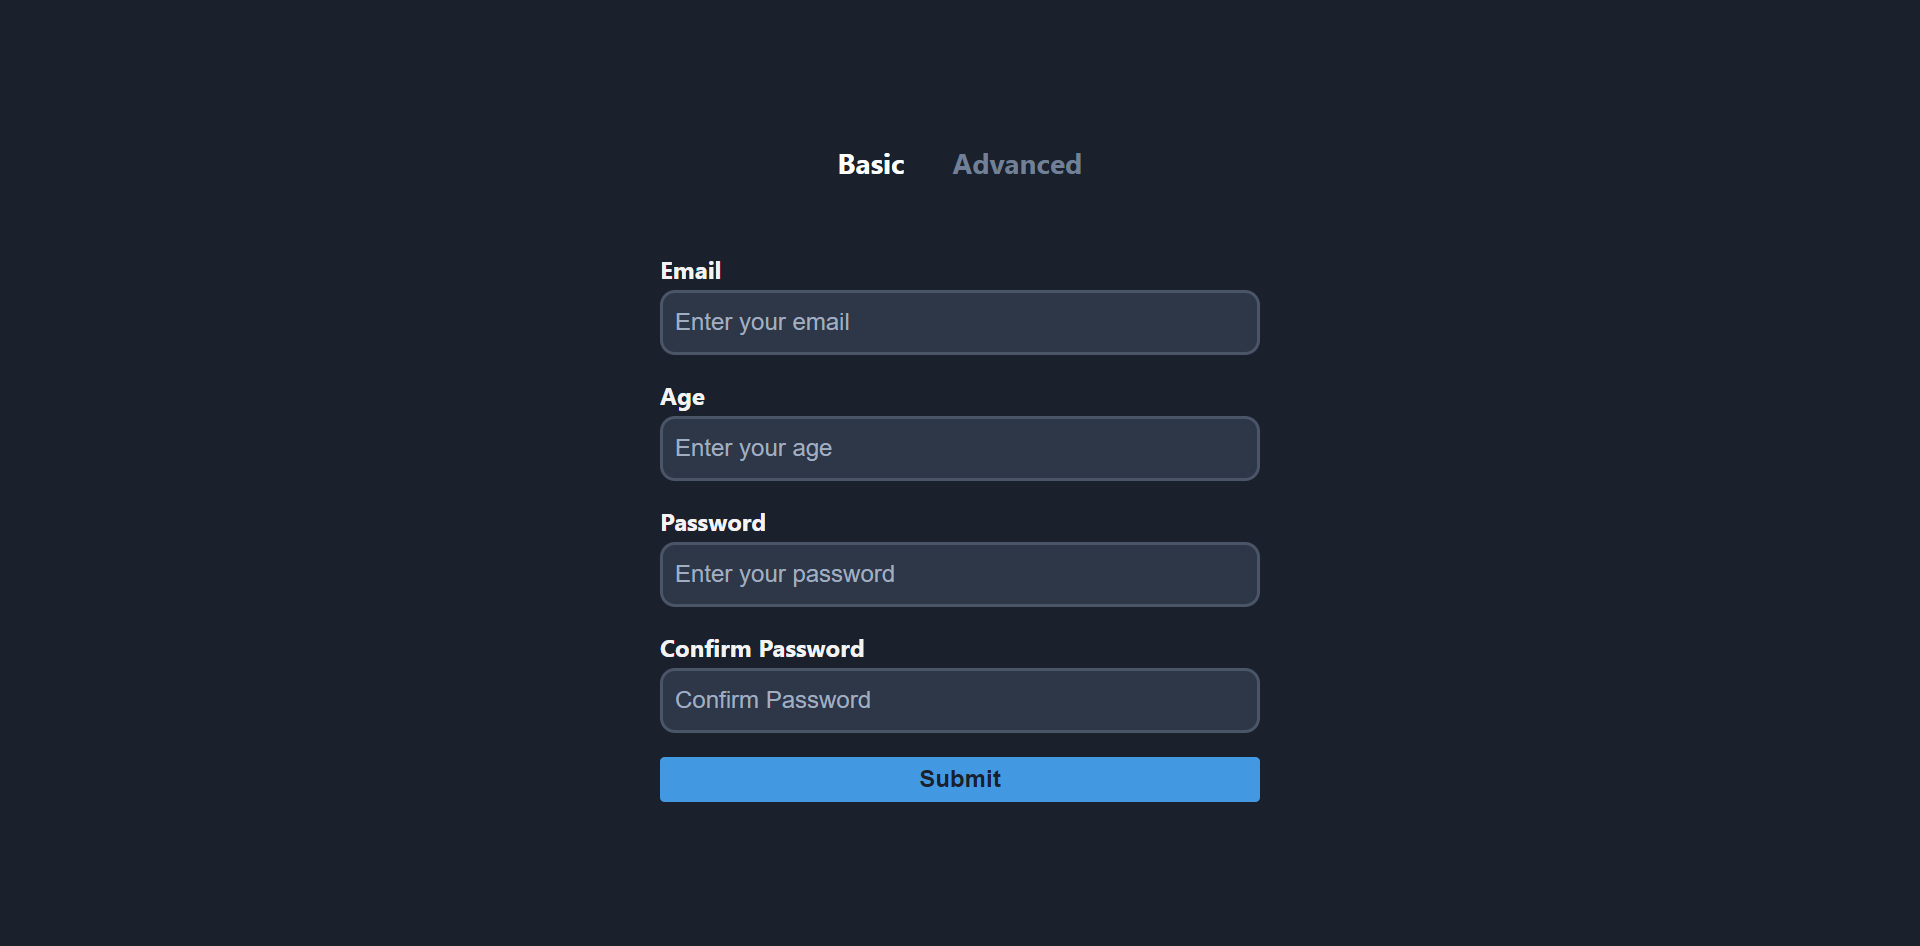 Basic Advanced
Email
Enter your email
Age
Enter your age
Password
Enter your password
Confirm Password
Confirm Password
Submit